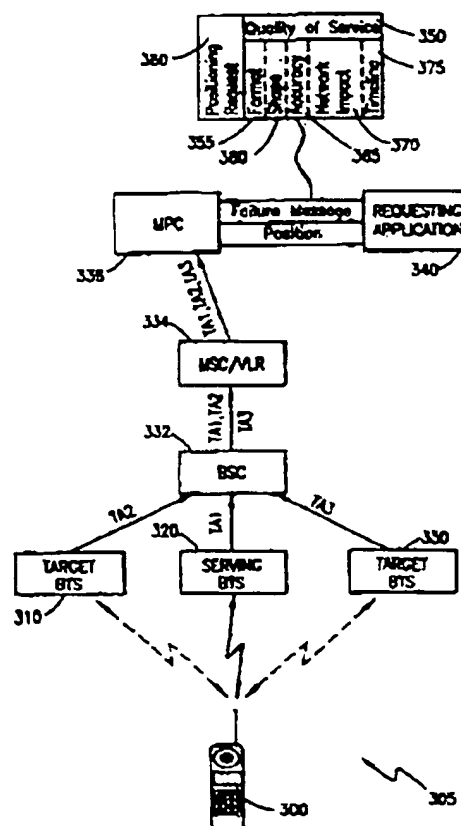 Quality of Service
350
380
Positioning Request
Format
Shape
Accuracy
Network Impact
Timeling
375
355
380
365
370
Failure Message
Position
MPC
REQUESTING APPLICATION
338
340
TA1, TA2, TA3
334
MSC/VLR
TA1, TA2
TA3
332
BSC
TA2
TA1
TA3
320
330
TARGET BTS
SERVING BTS
TARGET BTS
310
300
305